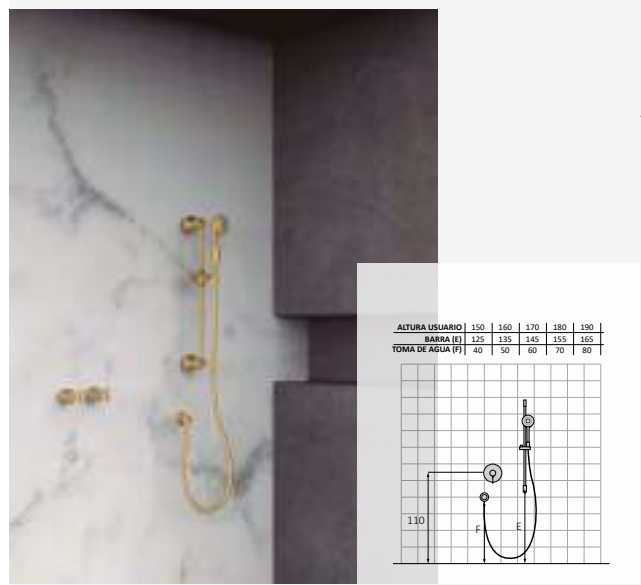 ALTURA USUARIO 150 160 170 180 190
BARRA (E) 125 135 145 155 165
TOMA DE AGUA (F) 40 50 60 70 80
110
F
E